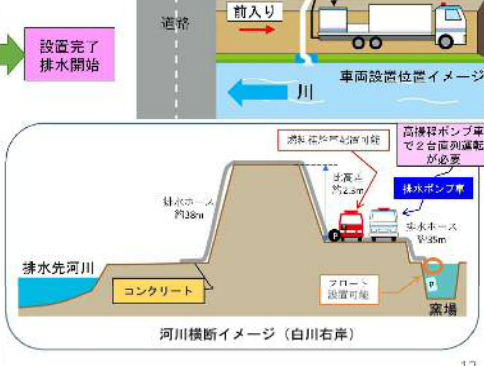 道路
前入り
設置完了
排水開始
車両設置位置イメージ
川
高揚程ポンプ車
で２台直列運転
が必要
排水ポンプ車
約2.3m
排水ホース
約38m
排水ホース
約35m
排水先河川
コンクリート
フロート
設置可能
P
P
窯場
河川横断イメージ（白川右岸）